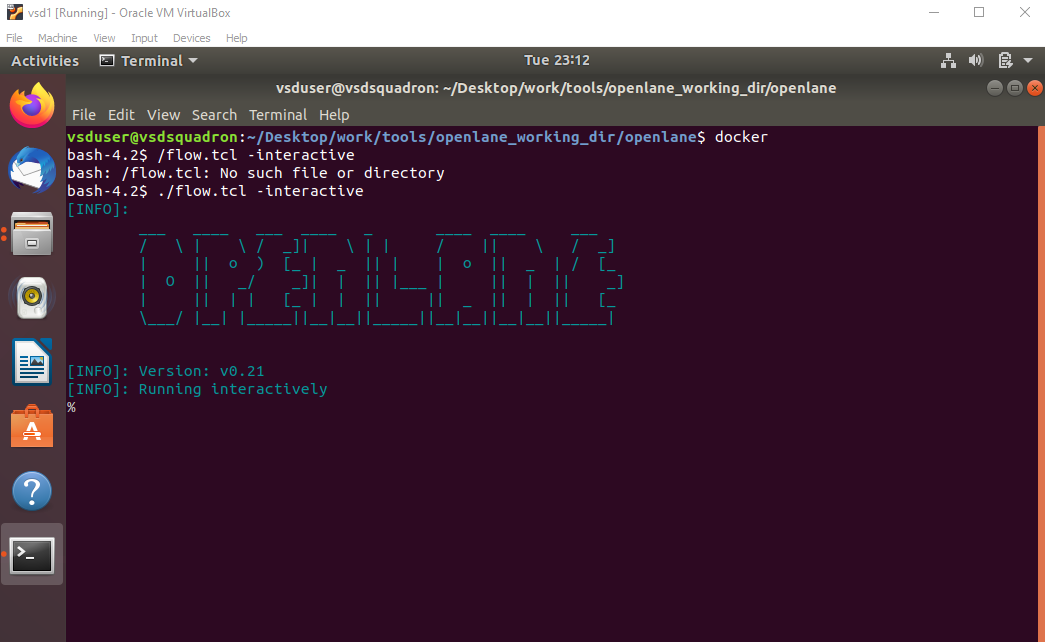 vsd1 [Running] - Oracle VM VirtualBox
File Machine View Input Devices Help
Activities Terminal Tue 23:12
vsduser@vsdsquadron: ~/Desktop/work/tools/openlane_working_dir/openlane
File Edit View Search Terminal Help
vsduser@vsdsquadron:~/Desktop/work/tools/openlane_working_dir/openlane$ docker
bash-4.2$ /flow.tcl -interactive
bash: /flow.tcl: No such file or directory
bash-4.2$ ./flow.tcl -interactive
[INFO]:
OPENLANE
[INFO]: Version: v0.21
[INFO]: Running interactively
%